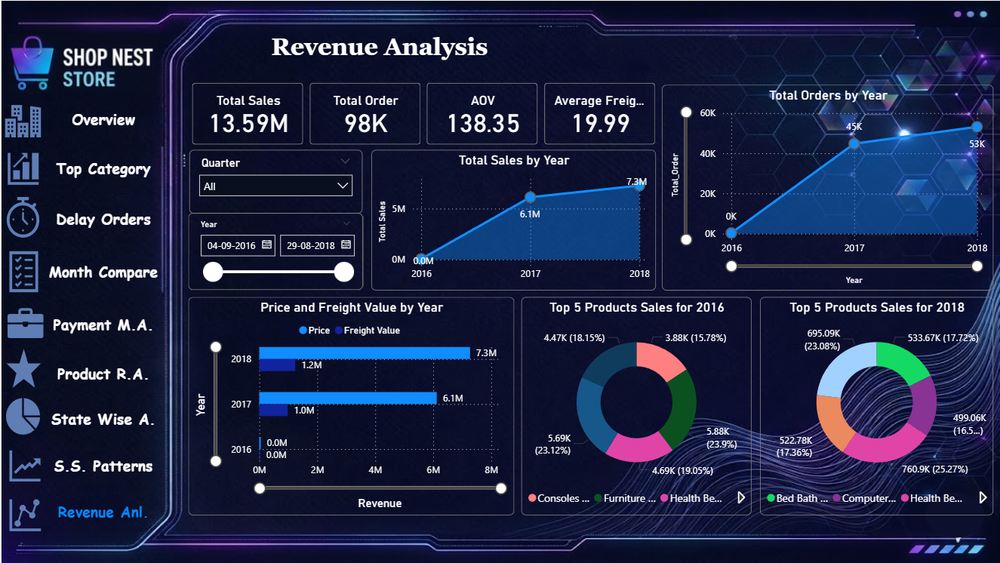 Revenue Analysis
SHOP NEST
STORE
Overview
Top Category
Delay Orders
Month Compare
Payment M.A.
Product R.A.
State Wise A.
S.S. Patterns
Revenue Anl.
Total Sales
13.59M
Total Order
98K
AOV
138.35
Average Freig...
19.99
Quarter
All
Year
04-09-2016
29-08-2018
Total Sales by Year
Total Sales
5M
0M
0.0M
6.1M
7.3M
2016
2017
2018
Total Orders by Year
Total_Order
60K
40K
20K
0K
0K
45K
53K
2016
2017
2018
Year
Price and Freight Value by Year
Price
Freight Value
Year
2018
7.3M
1.2M
2017
6.1M
1.0M
2016
0.0M
0.0M
0M
2M
4M
6M
8M
Revenue
Top 5 Products Sales for 2016
4.47K (18.15%)
3.88K (15.78%)
5.69K
(23.12%)
5.88K
(23.9%)
4.69K (19.05%)
Consoles ...
Furniture ...
Health Be...
Top 5 Products Sales for 2018
695.09K
(23.08%)
533.67K (17.72%)
499.06K
(16.5...)
522.78K
(17.36%)
760.9K (25.27%)
Bed Bath ...
Computer...
Health Be...